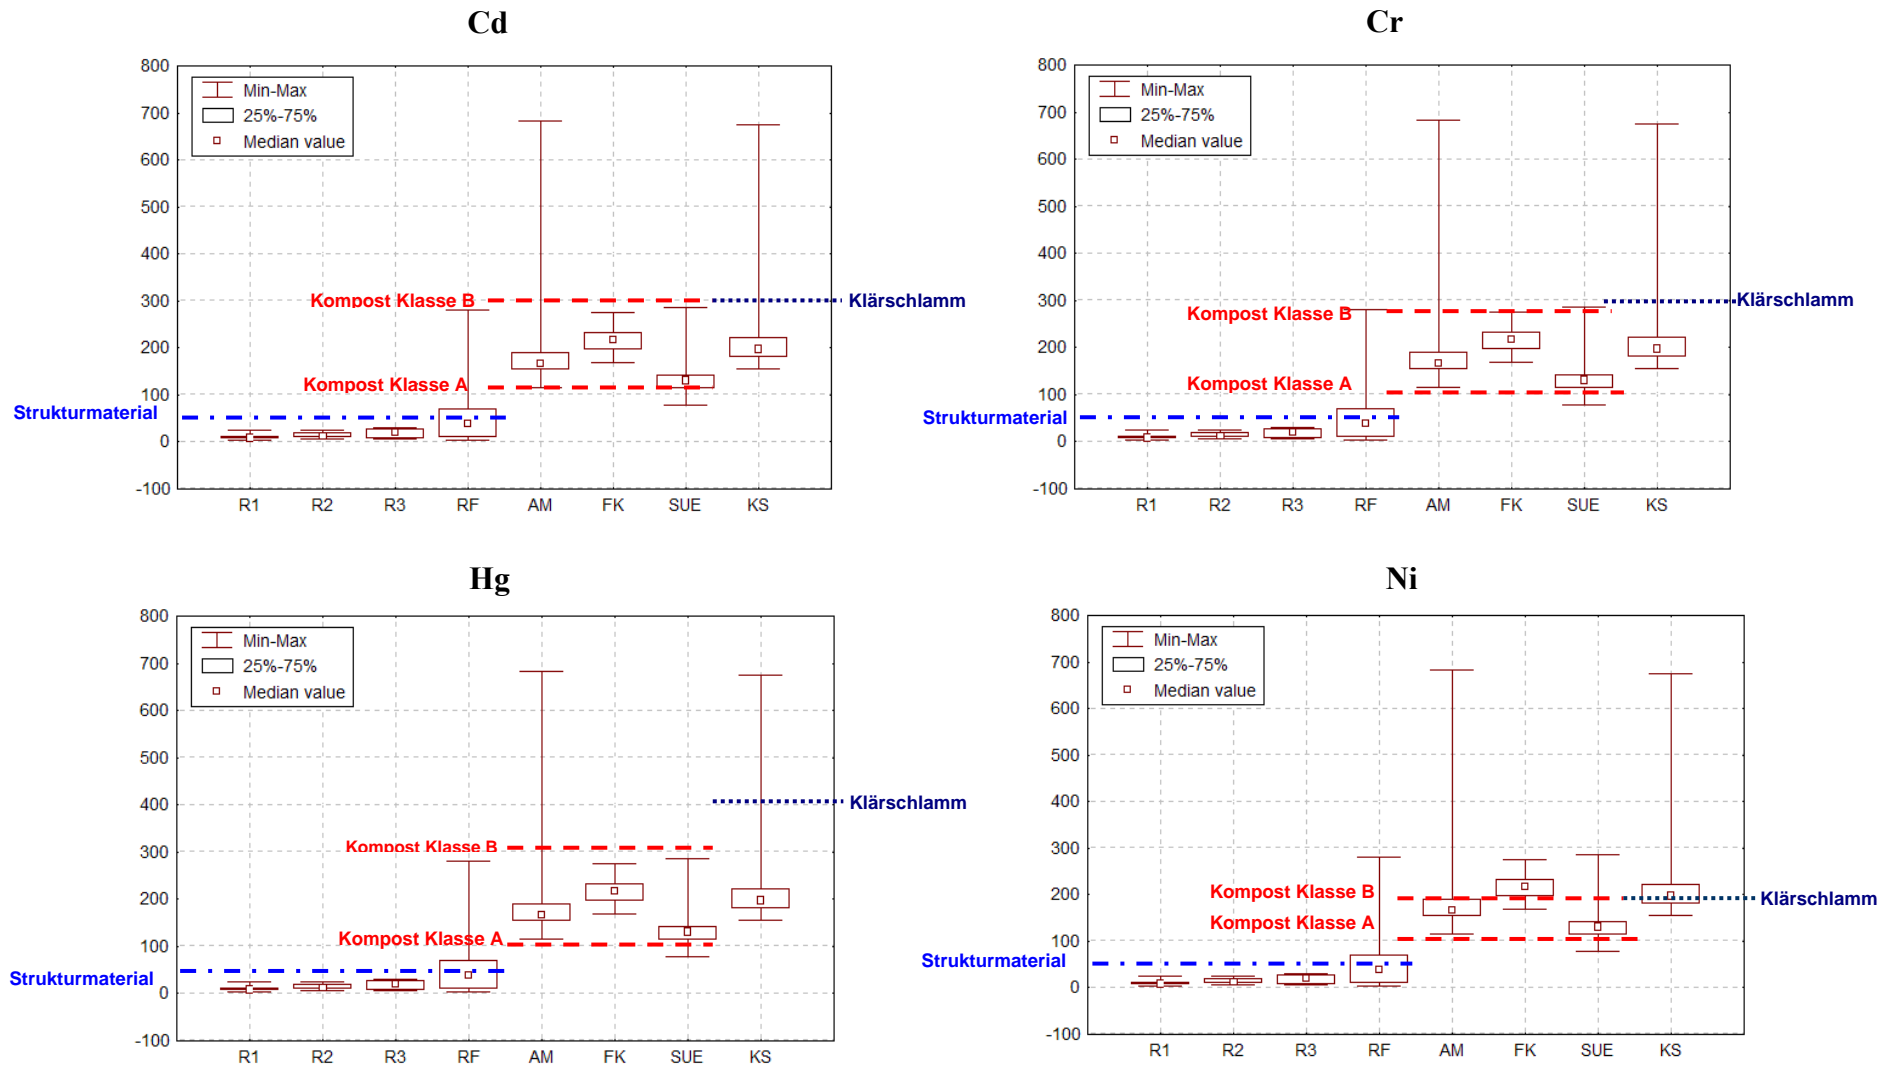 Cd
800
700
600
500
400
300
200
100
0
-100
Min-Max
25%-75%
Median value
Kompost Klasse B
Klärschlamm
Kompost Klasse A
Strukturmaterial
R1 R2 R3 RF AM FK SUE KS
Cr
800
700
600
500
400
300
200
100
0
-100
Min-Max
25%-75%
Median value
Klärschlamm
Kompost Klasse B
Kompost Klasse A
Strukturmaterial
R1 R2 R3 RF AM FK SUE KS
Hg
800
700
600
500
400
300
200
100
0
-100
Min-Max
25%-75%
Median value
Klärschlamm
Kompost Klasse B
Kompost Klasse A
Strukturmaterial
R1 R2 R3 RF AM FK SUE KS
Ni
800
700
600
500
400
300
200
100
0
-100
Min-Max
25%-75%
Median value
Kompost Klasse B
Klärschlamm
Kompost Klasse A
Strukturmaterial
R1 R2 R3 RF AM FK SUE KS